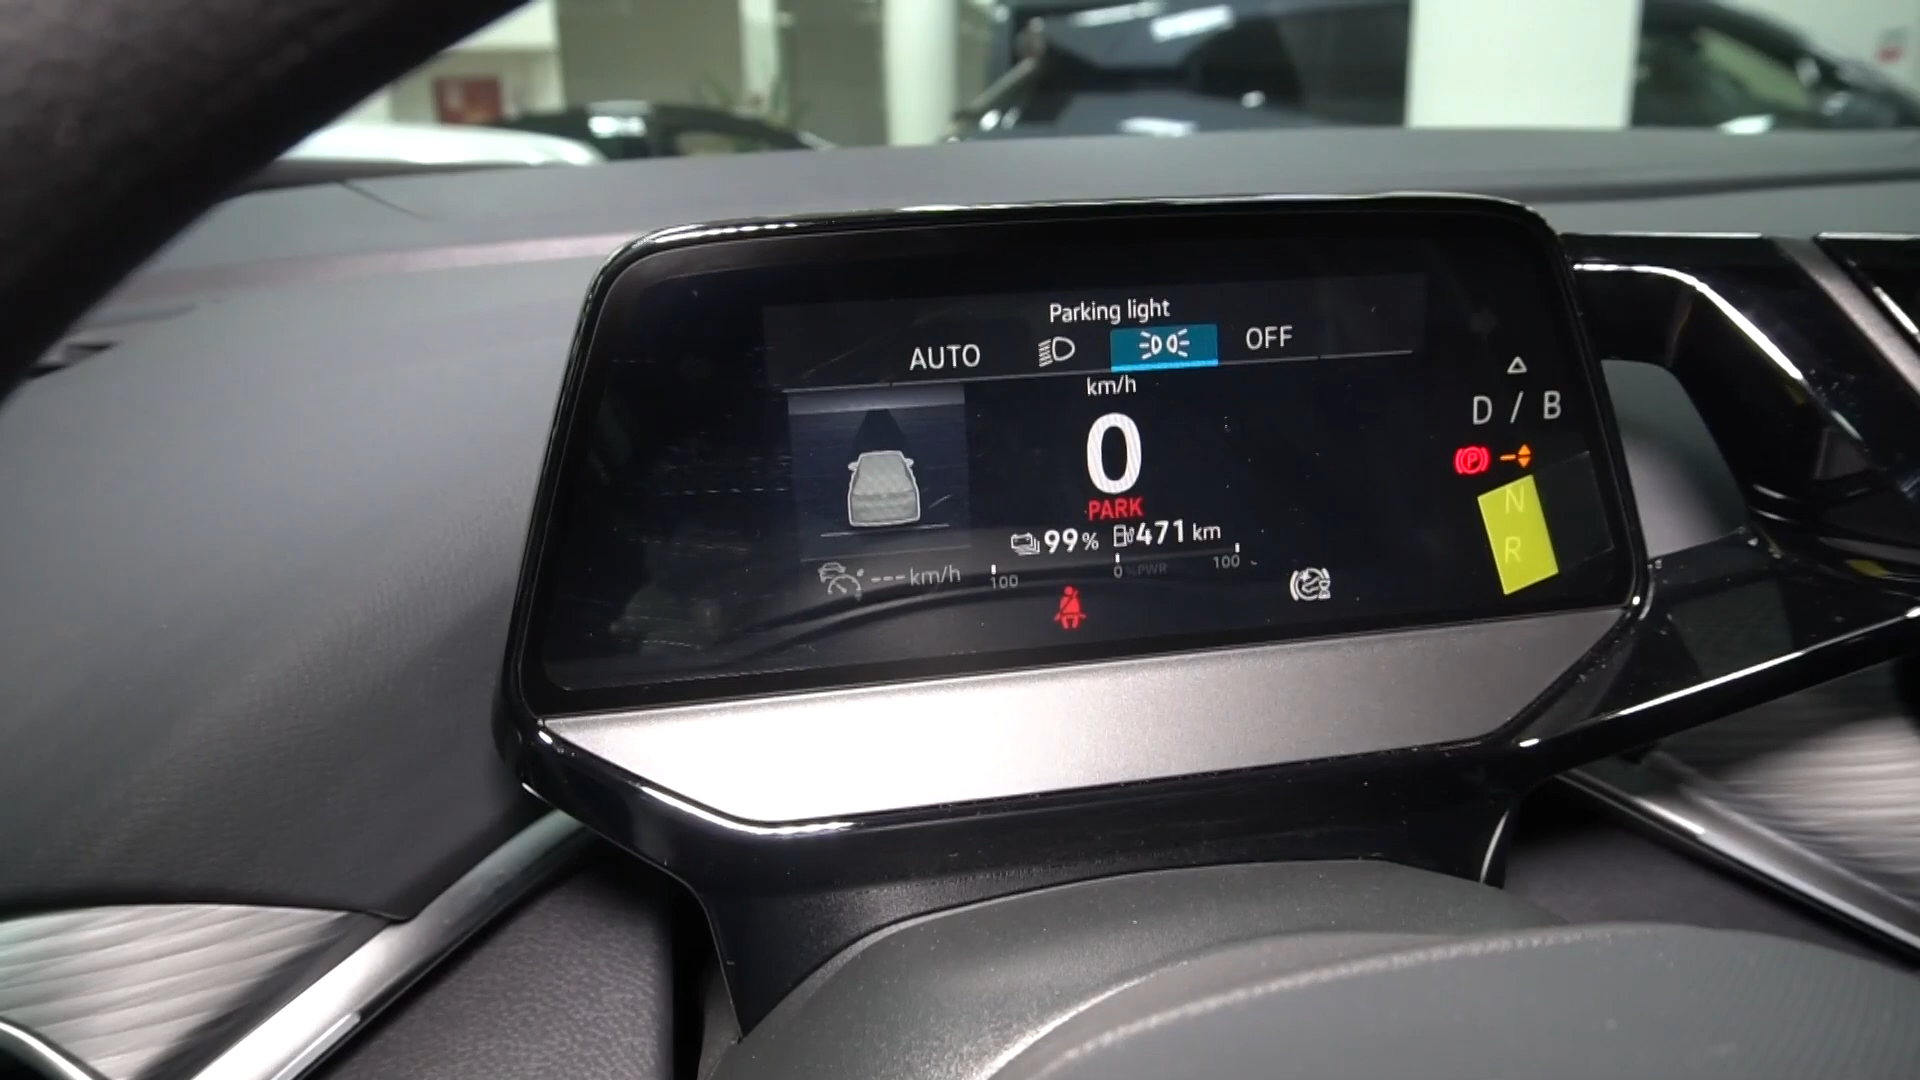 Parking light
AUTO OFF
km/h
D / B
0
PARK
N
99% 471 km
R
--- km/h 100 0 %PWR 100